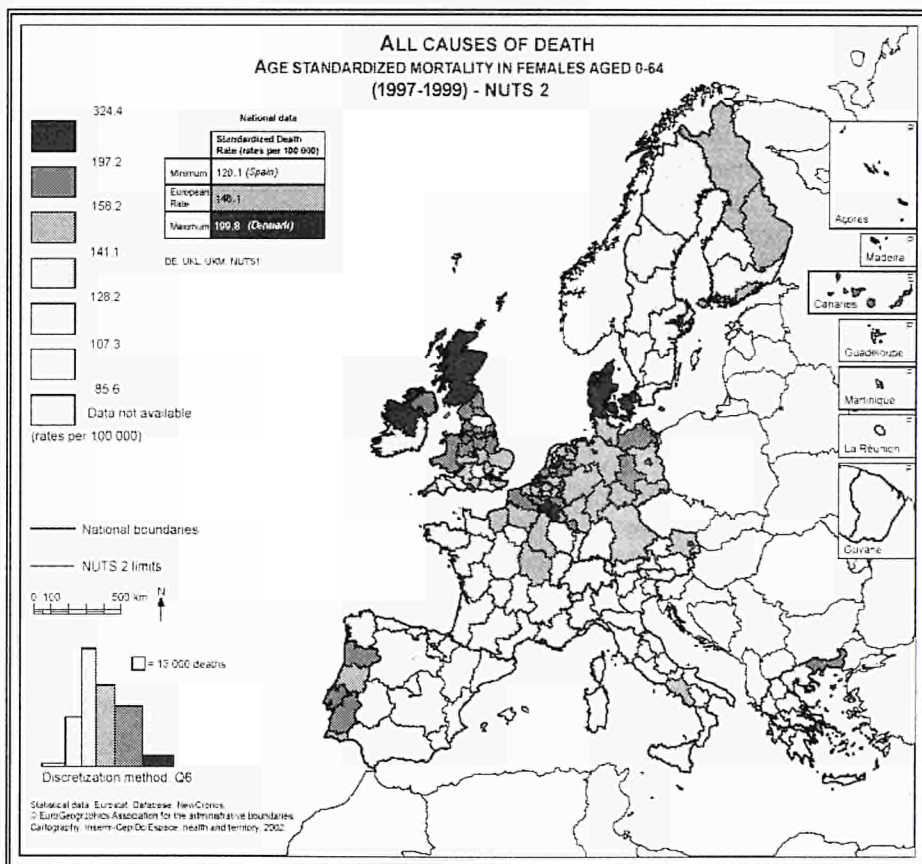 ALL CAUSES OF DEATH
AGE STANDARDIZED MORTALITY IN FEMALES AGED 0-64
(1997-1999) - NUTS 2
324.4
197.2
158.2
141.1
128.2
107.3
85.6
Data not available
(rates per 100 000)
National data
Standardized Death
Rate (rates per 100 000)
Minimum 120.1 (Spain)
European
Rate 146.1
Maximum 199.8 (Denmark)
DE, UKL, UKM: NUTS1
National boundaries
NUTS 2 limits
0 100 500 km
N
= 13 000 deaths
Discretization method: Q6
Statistical data: Eurostat, Database: NewCronos,
© EuroGeographics Association for the administrative boundaries
Cartography: Inserm-CepiDc Espace, health and territory, 2002
Açores
Madeira
Canaries
Guadeloupe
Martinique
La Réunion
Guyane